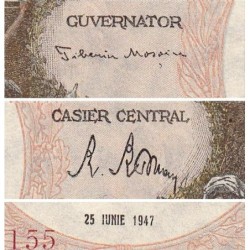 GUVERNATOR
CASIER CENTRAL
25 IUNIE 1947
155